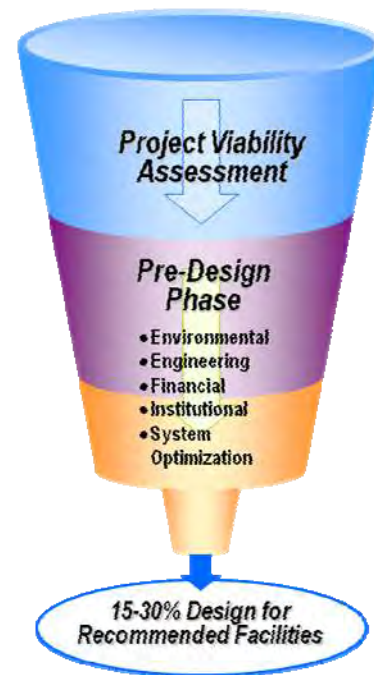 Project Viability
Assessment
Pre-Design
Phase
•Environmental
•Engineering
•Financial
•Institutional
•System
Optimization
15-30% Design for
Recommended Facilities